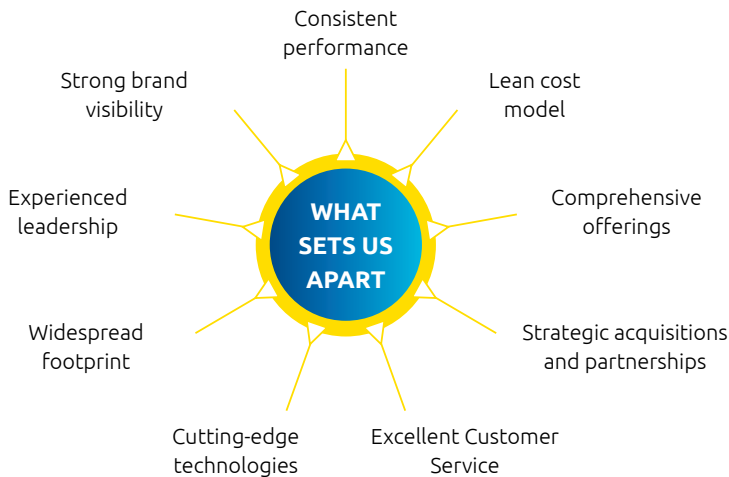 Consistent
performance
Strong brand
visibility
Lean cost
model
Experienced
leadership
WHAT
SETS US
APART
Comprehensive
offerings
Widespread
footprint
Strategic acquisitions
and partnerships
Cutting-edge
technologies
Excellent Customer
Service